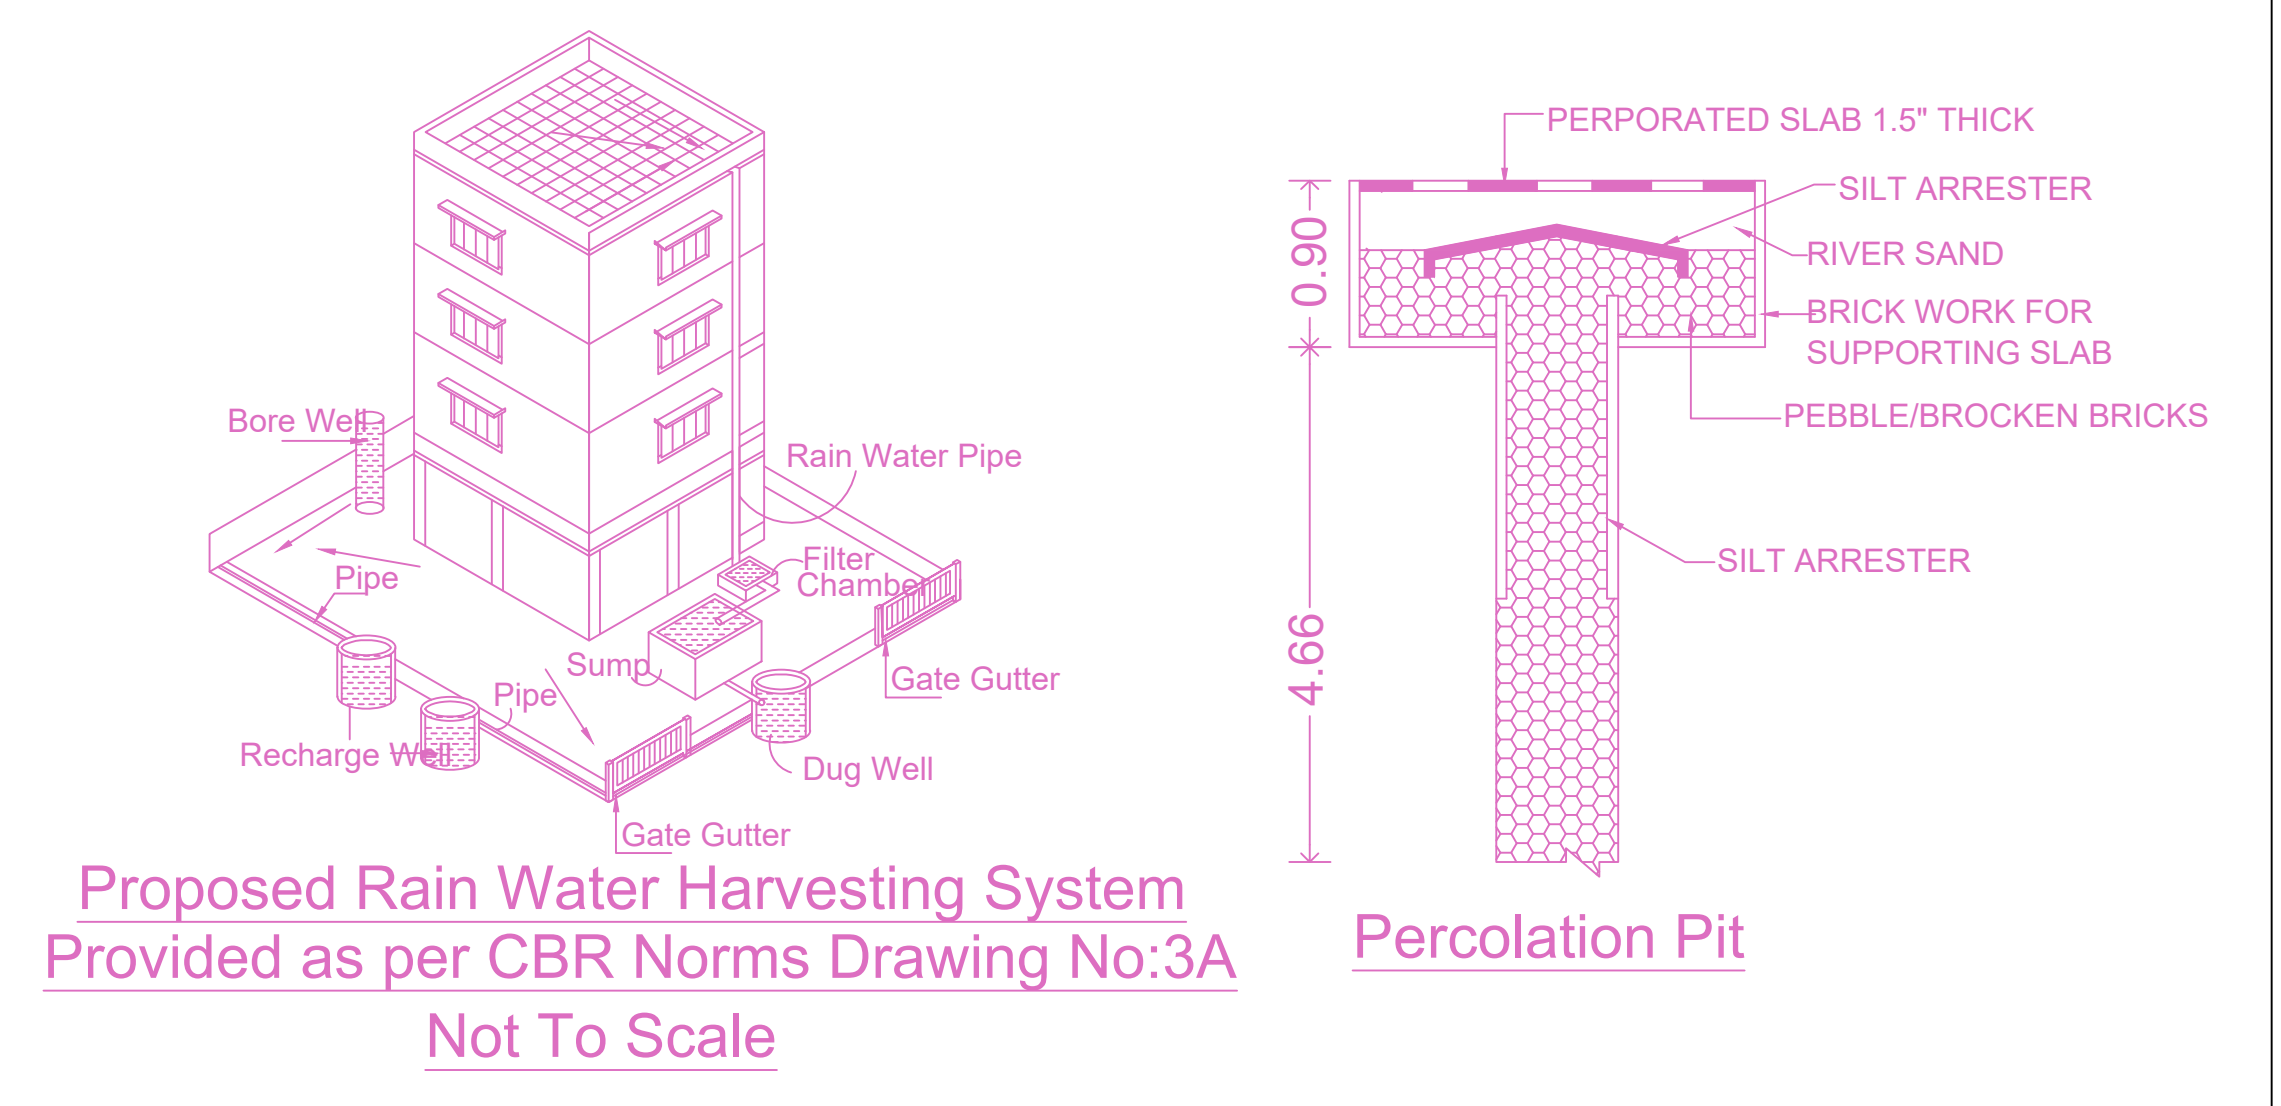 Bore Well
Rain Water Pipe
Filter
Chamber
Pipe
Sump
Pipe
Gate Gutter
Recharge Well
Dug Well
Gate Gutter
Proposed Rain Water Harvesting System
Provided as per CBR Norms Drawing No:3A
Not To Scale
PERPORATED SLAB 1.5" THICK
SILT ARRESTER
RIVER SAND
BRICK WORK FOR
SUPPORTING SLAB
PEBBLE/BROCKEN BRICKS
SILT ARRESTER
0.90
4.66
Percolation Pit